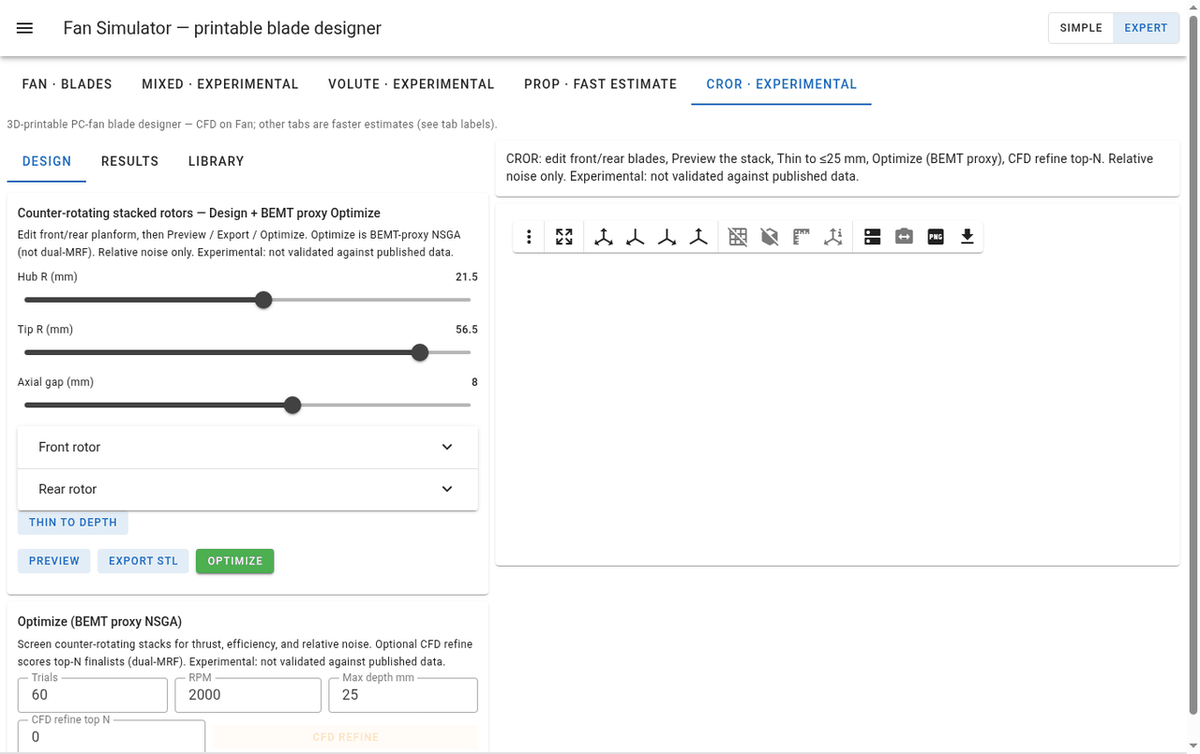 Fan Simulator — printable blade designer
SIMPLE
EXPERT
FAN · BLADES
MIXED · EXPERIMENTAL
VOLUTE · EXPERIMENTAL
PROP · FAST ESTIMATE
CROR · EXPERIMENTAL
3D-printable PC-fan blade designer — CFD on Fan; other tabs are faster estimates (see tab labels).
DESIGN
RESULTS
LIBRARY
Counter-rotating stacked rotors — Design + BEMT proxy Optimize
Edit front/rear planform, then Preview / Export / Optimize. Optimize is BEMT-proxy NSGA
(not dual-MRF). Relative noise only. Experimental: not validated against published data.
Hub R (mm)
21.5
Tip R (mm)
56.5
Axial gap (mm)
8
Front rotor
Rear rotor
THIN TO DEPTH
PREVIEW
EXPORT STL
OPTIMIZE
Optimize (BEMT proxy NSGA)
Screen counter-rotating stacks for thrust, efficiency, and relative noise. Optional CFD refine
scores top-N finalists (dual-MRF). Experimental: not validated against published data.
Trials
60
RPM
2000
Max depth mm
25
CFD refine top N
0
CFD REFINE
CROR: edit front/rear blades, Preview the stack, Thin to ≤25 mm, Optimize (BEMT proxy), CFD refine top-N. Relative
noise only. Experimental: not validated against published data.
PNG